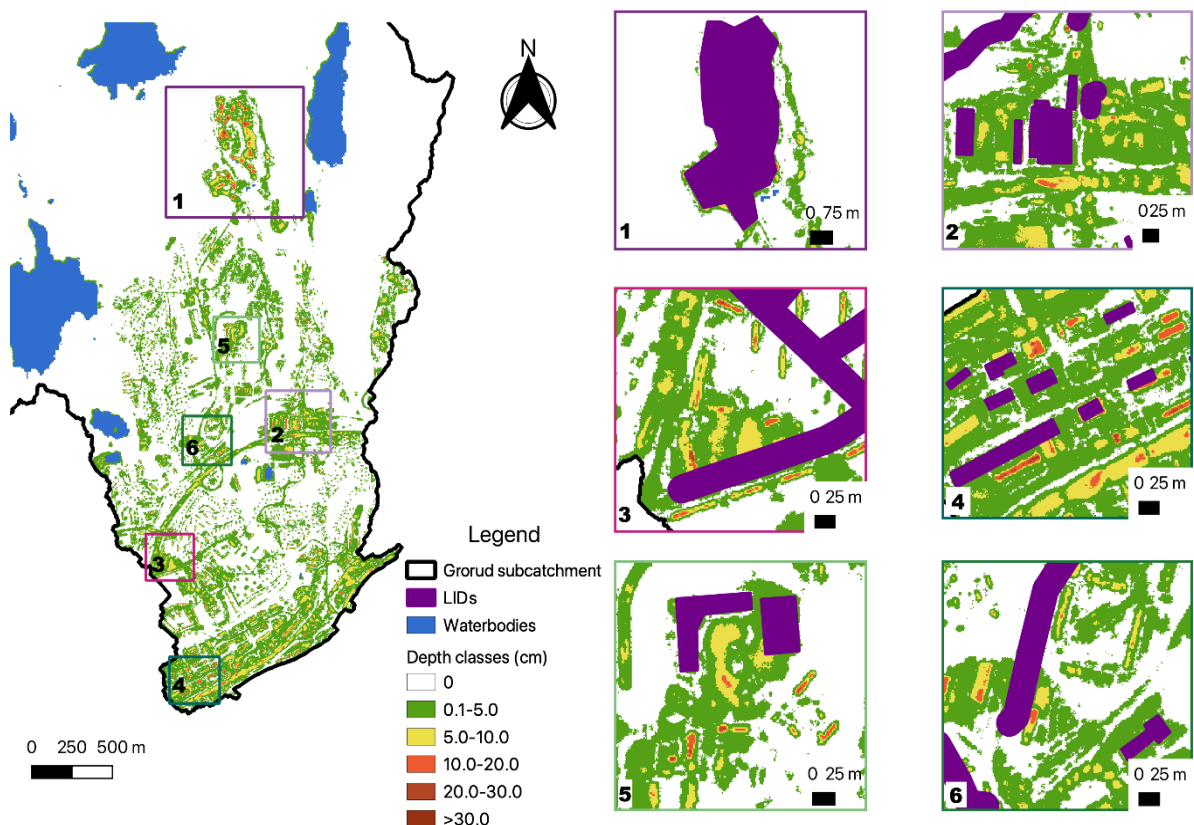 N
1
5
2
6
3
4
0 250 500 m
Legend
Grorud subcatchment
LIDs
Waterbodies
Depth classes (cm)
0
0.1-5.0
5.0-10.0
10.0-20.0
20.0-30.0
>30.0
1
0 75 m
2
0 25 m
3
0 25 m
4
0 25 m
5
0 25 m
6
0 25 m